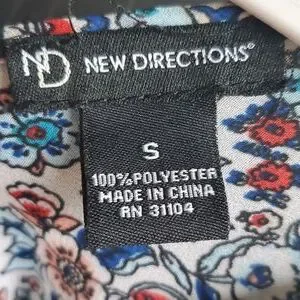 ND NEW DIRECTIONS®
S
100%POLYESTER
MADE IN CHINA
RN 31104